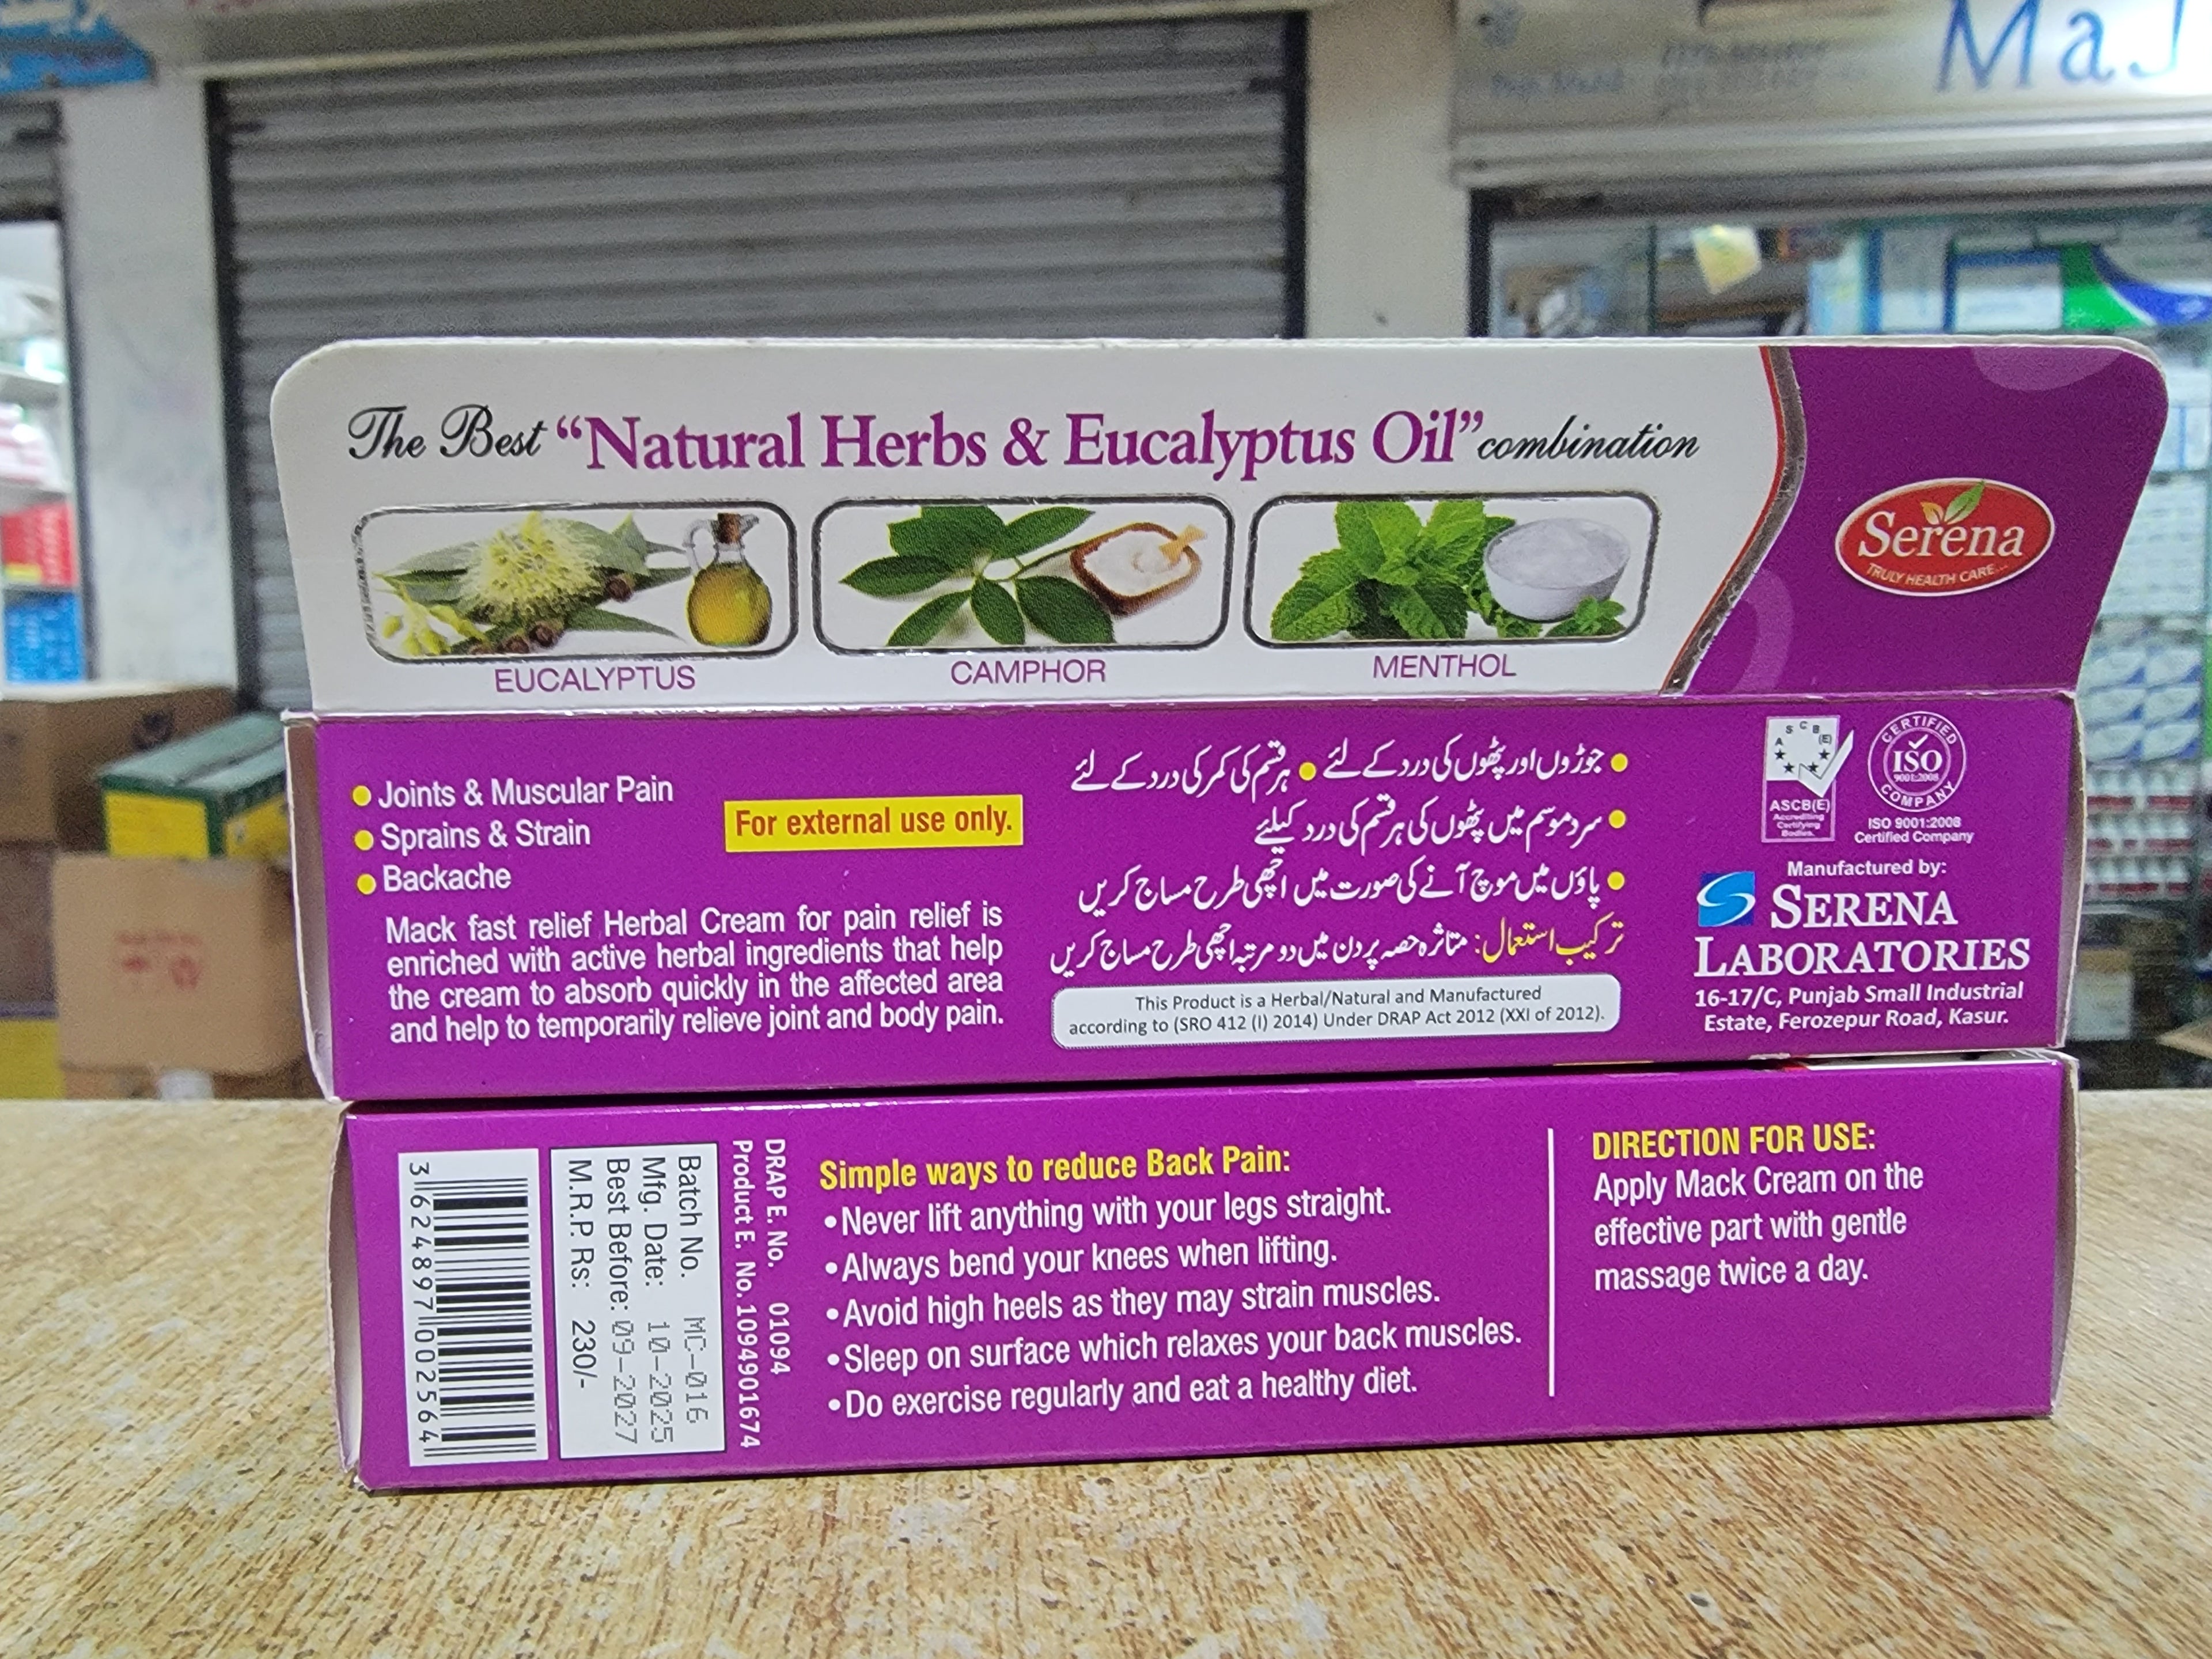 MaJ
The Best “Natural Herbs & Eucalyptus Oil” combination
EUCALYPTUS
CAMPHOR
MENTHOL
Serena
TRULY HEALTH CARE...
Joints & Muscular Pain
Sprains & Strain
Backache
For external use only.
Mack fast relief Herbal Cream for pain relief is
enriched with active herbal ingredients that help
the cream to absorb quickly in the affected area
and help to temporarily relieve joint and body pain.
جوڑوں اور پٹھوں کی درد کے لئے ● ہر قسم کی کمر کی درد کے لئے
سرد موسم میں پٹھوں کی ہر قسم کی درد کیلئے
پاؤں میں موچ آنے کی صورت میں اچھی طرح مساج کریں
ترکیب استعمال: متاثرہ حصہ پر دن میں دو مرتبہ اچھی طرح مساج کریں
This Product is a Herbal/Natural and Manufactured
according to (SRO 412 (I) 2014) Under DRAP Act 2012 (XXI of 2012).
A S C B (E)
ASCB(E)
Accrediting
Certifying
Bodies.
CERTIFIED
ISO
9001:2008
COMPANY
ISO 9001:2008
Certified Company
Manufactured by:
SERENA
LABORATORIES
16-17/C, Punjab Small Industrial
Estate, Ferozepur Road, Kasur.
3 624897 002564
Batch No. MC-016
Mfg. Date: 10-2025
Best Before: 09-2027
M.R.P. Rs: 230/-
DRAP E. No. 01094
Product E. No. 1094901674
Simple ways to reduce Back Pain:
•Never lift anything with your legs straight.
•Always bend your knees when lifting.
•Avoid high heels as they may strain muscles.
•Sleep on surface which relaxes your back muscles.
•Do exercise regularly and eat a healthy diet.
DIRECTION FOR USE:
Apply Mack Cream on the
effective part with gentle
massage twice a day.